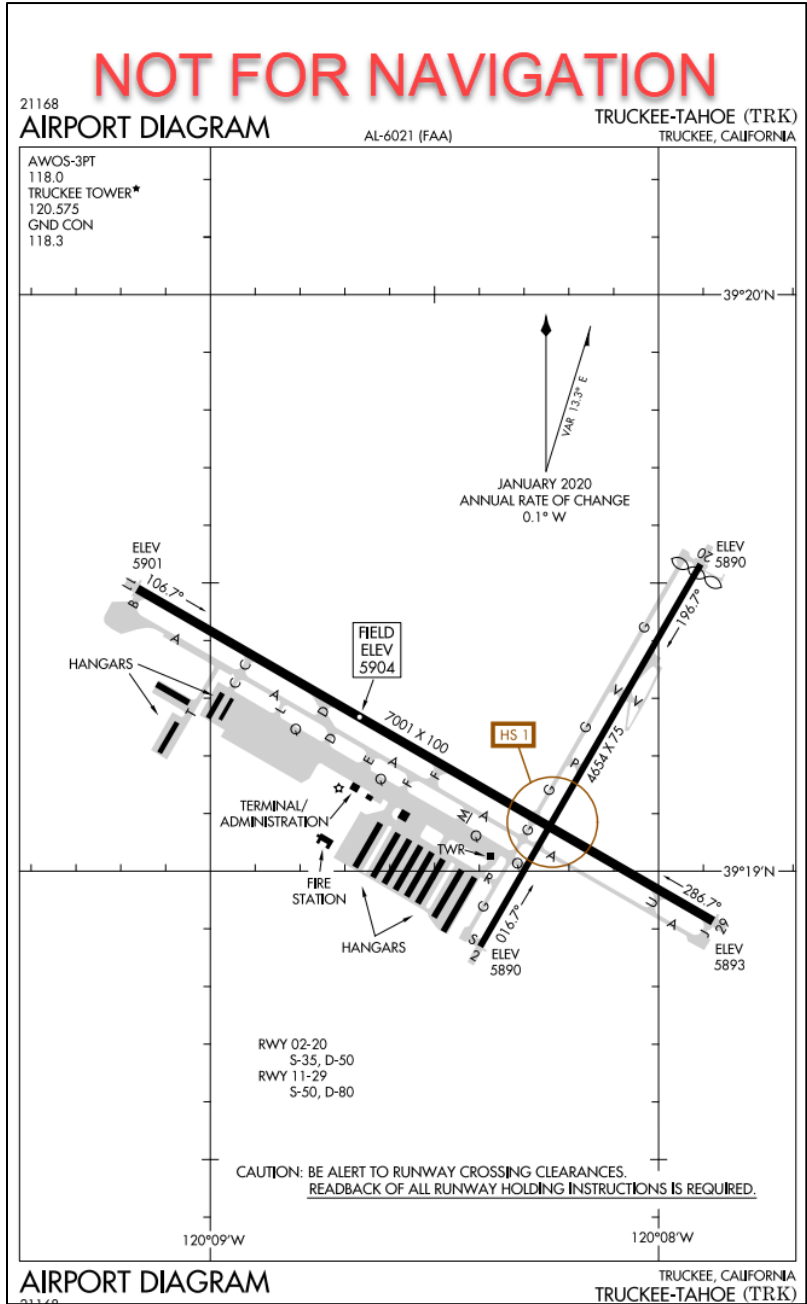 NOT FOR NAVIGATION
21168
AIRPORT DIAGRAM
AL-6021 (FAA)
TRUCKEE-TAHOE (TRK)
TRUCKEE, CALIFORNIA
AWOS-3PT
118.0
TRUCKEE TOWER★
120.575
GND CON
118.3
39°20'N
VAR 13.3° E
JANUARY 2020
ANNUAL RATE OF CHANGE
0.1° W
ELEV
5901
11
106.7°
B
A
HANGARS
T
C
C
A
L
Q
D
D
FIELD
ELEV
5904
7001 X 100
E
A
Q
F
F
F
HS 1
ELEV
5890
20
196.7°
G
V
V
G
4654 X 75
P
G
TERMINAL/
ADMINISTRATION
FIRE
STATION
HANGARS
TWR
M
A
Q
G
G
Q
A
R
G
S
2
016.7°
ELEV
5890
39°19'N
286.7°
U
A
J
29
ELEV
5893
RWY 02-20
S-35, D-50
RWY 11-29
S-50, D-80
CAUTION: BE ALERT TO RUNWAY CROSSING CLEARANCES.
READBACK OF ALL RUNWAY HOLDING INSTRUCTIONS IS REQUIRED.
120°09'W
120°08'W
AIRPORT DIAGRAM
21168
TRUCKEE, CALIFORNIA
TRUCKEE-TAHOE (TRK)